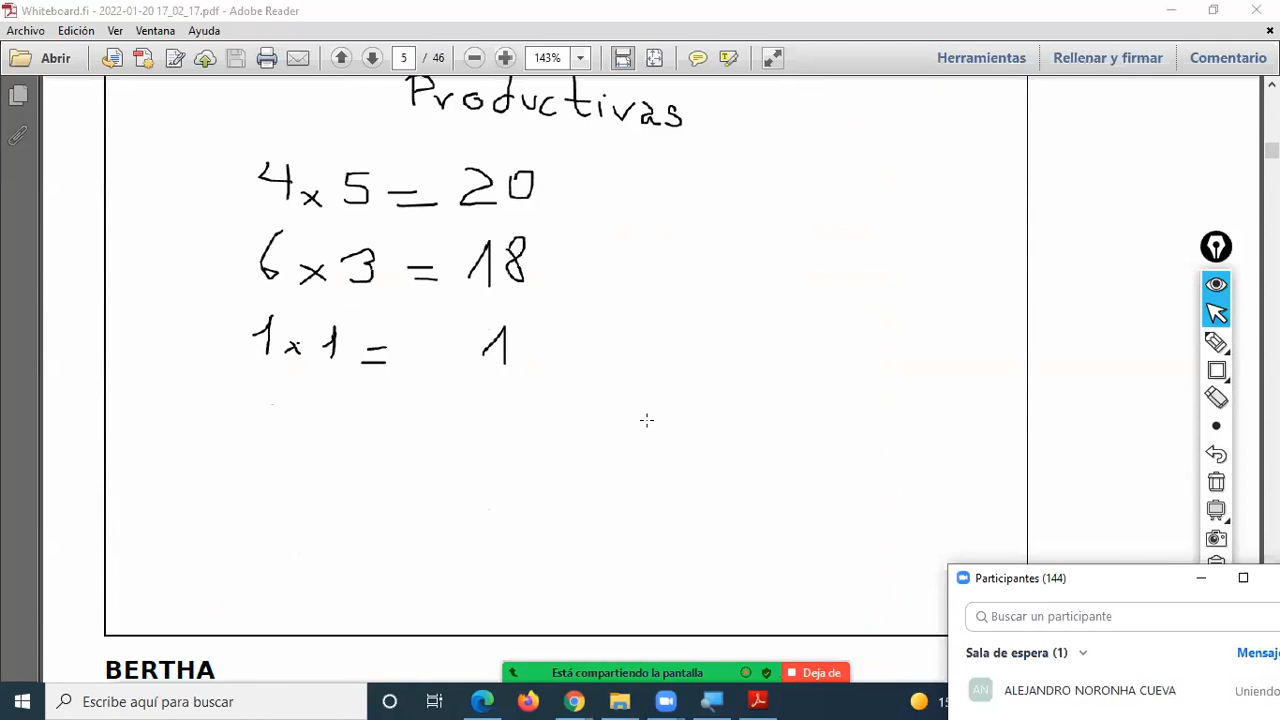 Whiteboard.fi - 2022-01-20 17_02_17.pdf - Adobe Reader
Archivo Edición Ver Ventana Ayuda
Abrir 5 / 46 143% Herramientas Rellenar y firmar Comentario
Productivas
4 x 5 = 20
6 x 3 = 18
1 x 1 = 1
Participantes (144)
Buscar un participante
Sala de espera (1) Mensaj
AN ALEJANDRO NORONHA CUEVA Uniendo
BERTHA
Está compartiendo la pantalla Deja de
Escribe aquí para buscar 15